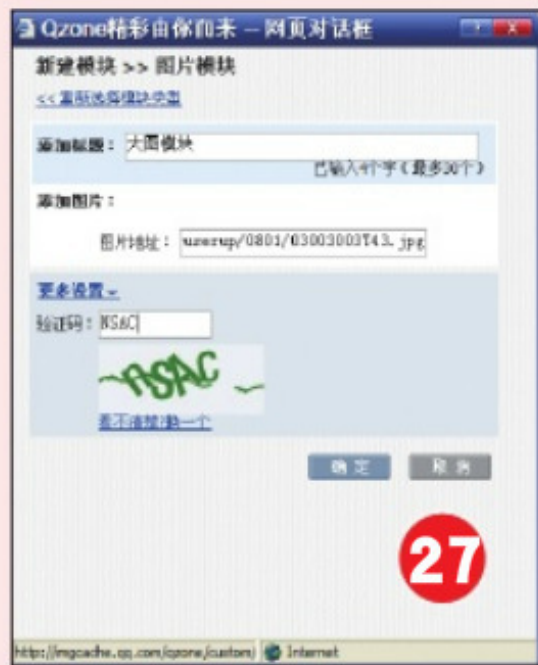 Qzone精彩由你而来 -- 网页对话框
新建模块 >> 图片模块
<< 重新选择模块类型
添加标题： 大图模块
已输入4个字（最多30个）
添加图片：
图片地址： userup/0801/03003003T43.jpg
更多设置
验证码： NSAC
NSAC
看不清楚?换一个
确定 取消
27
http://imgcache.qq.com/qzone/custom/ Internet